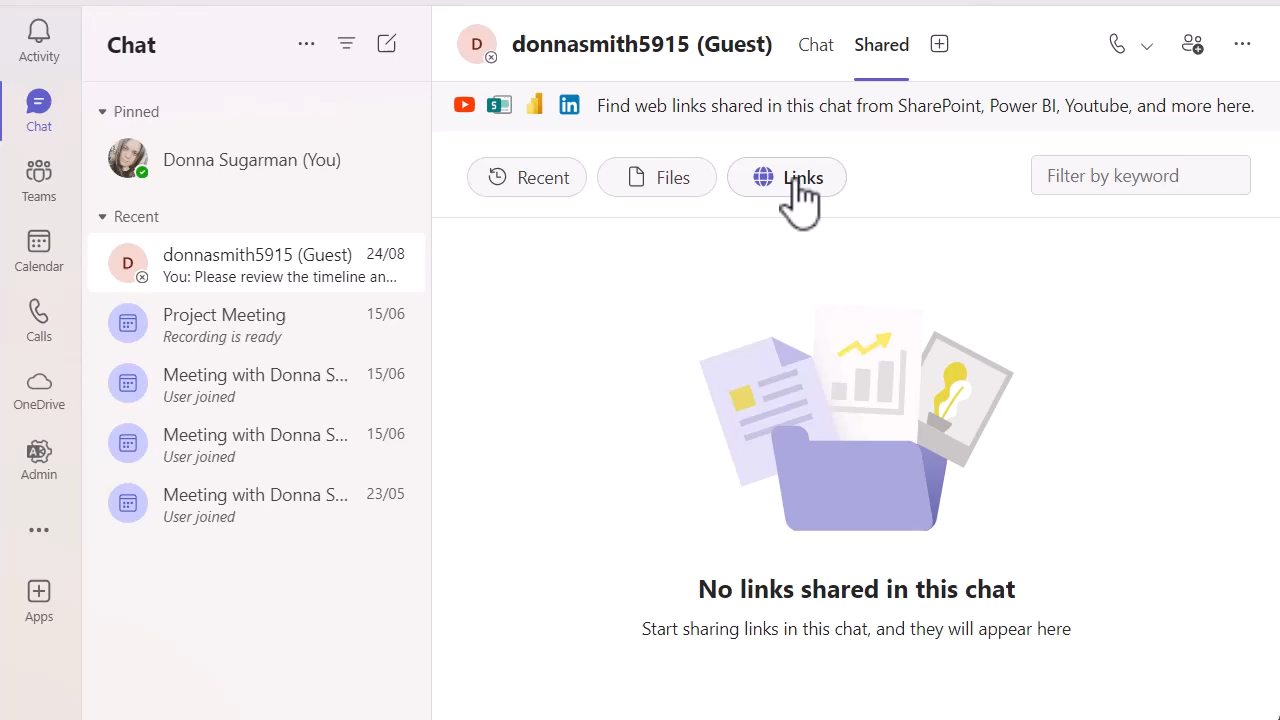 Activity
Chat
Teams
Calendar
Calls
OneDrive
Admin
Apps
Chat
Pinned
Donna Sugarman (You)
Recent
donnasmith5915 (Guest) 24/08
You: Please review the timeline an...
Project Meeting 15/06
Recording is ready
Meeting with Donna S... 15/06
User joined
Meeting with Donna S... 15/06
User joined
Meeting with Donna S... 23/05
User joined
D donnasmith5915 (Guest) Chat Shared
Find web links shared in this chat from SharePoint, Power BI, Youtube, and more here.
Recent Files Links Filter by keyword
No links shared in this chat
Start sharing links in this chat, and they will appear here